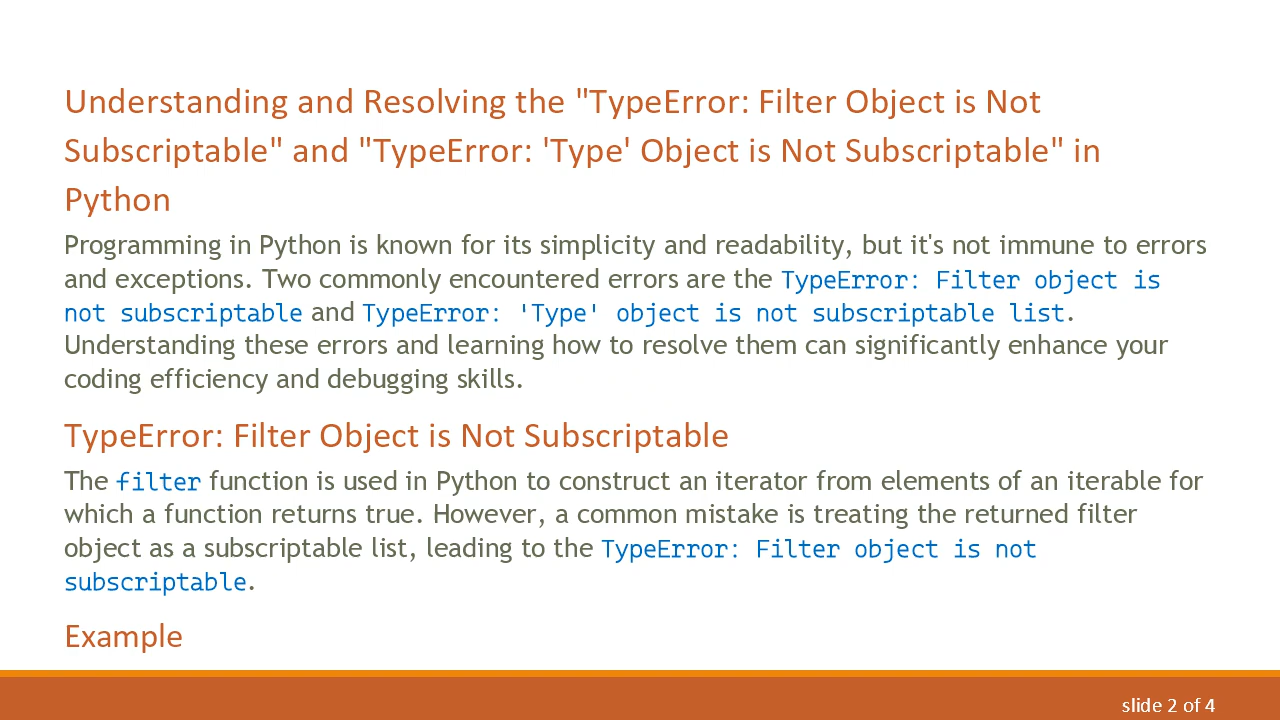 Understanding and Resolving the "TypeError: Filter Object is Not
Subscriptable" and "TypeError: 'Type' Object is Not Subscriptable" in
Python
Programming in Python is known for its simplicity and readability, but it's not immune to errors
and exceptions. Two commonly encountered errors are the TypeError: Filter object is
not subscriptable and TypeError: 'Type' object is not subscriptable list.
Understanding these errors and learning how to resolve them can significantly enhance your
coding efficiency and debugging skills.
TypeError: Filter Object is Not Subscriptable
The filter function is used in Python to construct an iterator from elements of an iterable for
which a function returns true. However, a common mistake is treating the returned filter
object as a subscriptable list, leading to the TypeError: Filter object is not
subscriptable.
Example
slide 2 of 4